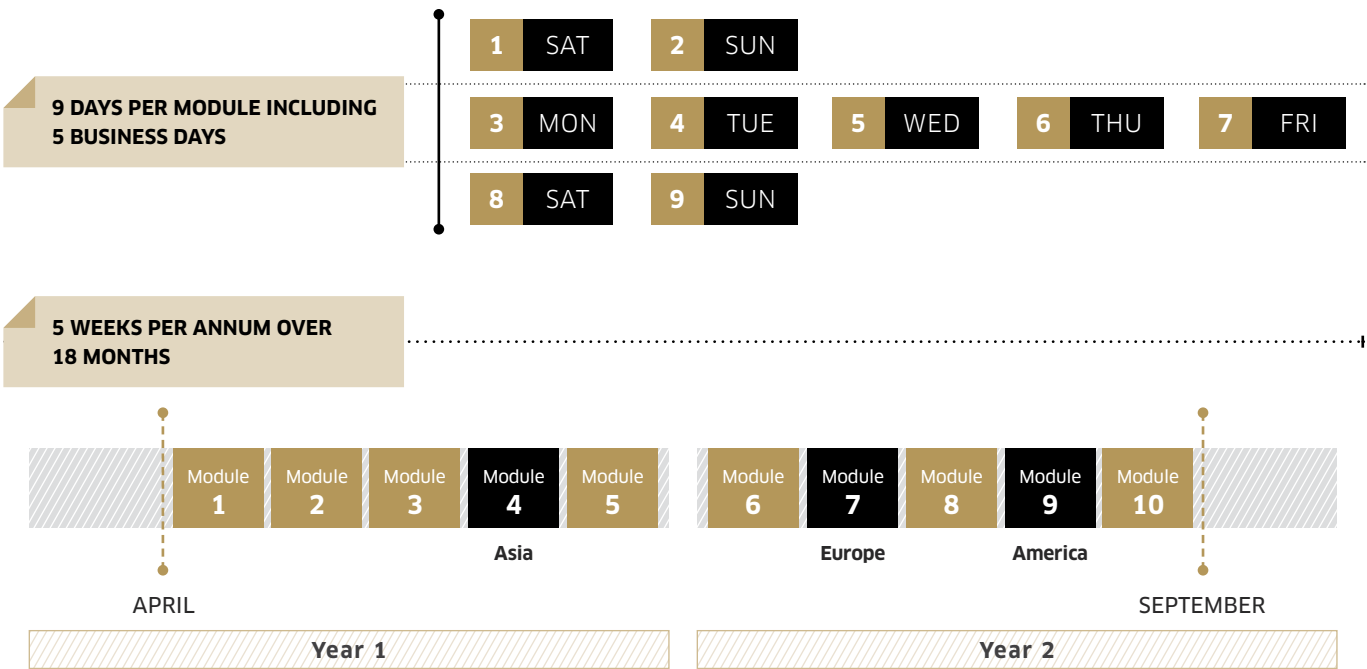 1 SAT 2 SUN
9 DAYS PER MODULE INCLUDING
5 BUSINESS DAYS
3 MON 4 TUE 5 WED 6 THU 7 FRI
8 SAT 9 SUN
5 WEEKS PER ANNUM OVER
18 MONTHS
Module Module Module Module Module Module Module Module Module Module
1 2 3 4 5 6 7 8 9 10
Asia Europe America
APRIL SEPTEMBER
Year 1 Year 2